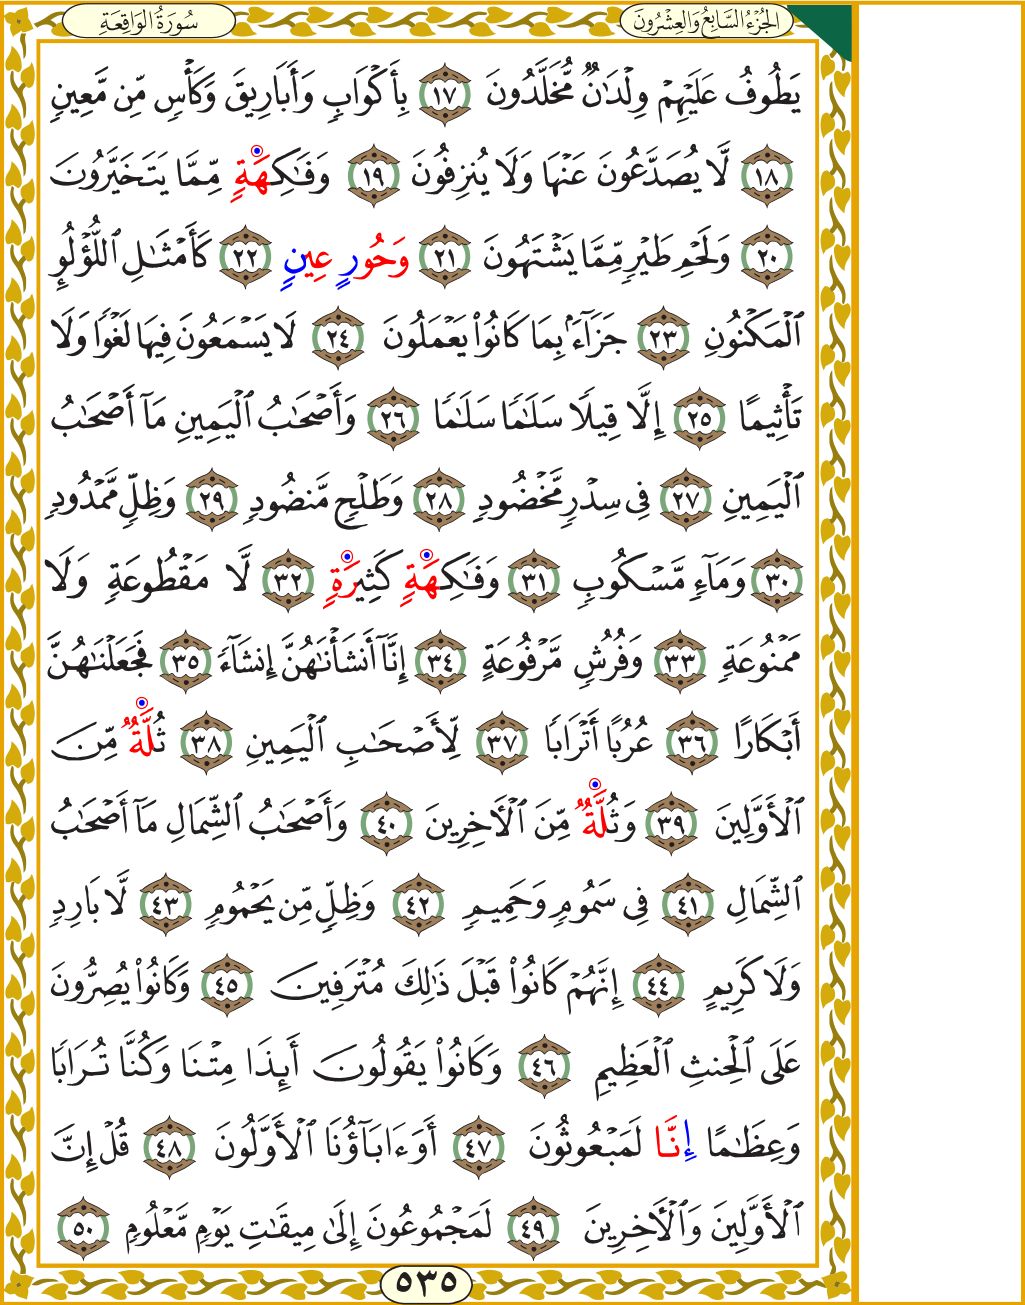 الجُزْءُ السَّابِعُ وَالعِشْرُونَ
سُورَةُ الوَاقِعَةِ
يَطُوفُ عَلَيْهِمْ وِلْدَٰنٌ مُّخَلَّدُونَ ١٧ بِأَكْوَابٍ وَأَبَارِيقَ وَكَأْسٍ مِّن مَّعِينٍ
١٨ لَّا يُصَدَّعُونَ عَنْهَا وَلَا يُنزِفُونَ ١٩ وَفَٰكِهَةٍ مِّمَّا يَتَخَيَّرُونَ
٢٠ وَلَحْمِ طَيْرٍ مِّمَّا يَشْتَهُونَ ٢١ وَحُورٍ عِينٍ ٢٢ كَأَمْثَٰلِ ٱللُّؤْلُوِٕ
ٱلْمَكْنُونِ ٢٣ جَزَآءًۢ بِمَا كَانُوا۟ يَعْمَلُونَ ٢٤ لَا يَسْمَعُونَ فِيهَا لَغْوًا وَلَا
تَأْثِيمًا ٢٥ إِلَّا قِيلًا سَلَٰمًا سَلَٰمًا ٢٦ وَأَصْحَٰبُ ٱلْيَمِينِ مَآ أَصْحَٰبُ
ٱلْيَمِينِ ٢٧ فِى سِدْرٍ مَّخْضُودٍ ٢٨ وَطَلْحٍ مَّنضُودٍ ٢٩ وَظِلٍّ مَّمْدُودٍ
٣٠ وَمَآءٍ مَّسْكُوبٍ ٣١ وَفَٰكِهَةٍ كَثِيرَةٍ ٣٢ لَّا مَقْطُوعَةٍ وَلَا
مَمْنُوعَةٍ ٣٣ وَفُرُشٍ مَّرْفُوعَةٍ ٣٤ إِنَّآ أَنشَأْنَٰهُنَّ إِنشَآءً ٣٥ فَجَعَلْنَٰهُنَّ
أَبْكَارًا ٣٦ عُرُبًا أَتْرَابًا ٣٧ لِّأَصْحَٰبِ ٱلْيَمِينِ ٣٨ ثُلَّةٌ مِّنَ
ٱلْأَوَّلِينَ ٣٩ وَثُلَّةٌ مِّنَ ٱلْأَخِرِينَ ٤٠ وَأَصْحَٰبُ ٱلشِّمَالِ مَآ أَصْحَٰبُ
ٱلشِّمَالِ ٤١ فِى سَمُومٍ وَحَمِيمٍ ٤٢ وَظِلٍّ مِّن يَحْمُومٍ ٤٣ لَّا بَارِدٍ
وَلَا كَرِيمٍ ٤٤ إِنَّهُمْ كَانُوا۟ قَبْلَ ذَٰلِكَ مُتْرَفِينَ ٤٥ وَكَانُوا۟ يُصِرُّونَ
عَلَى ٱلْحِنثِ ٱلْعَظِيمِ ٤٦ وَكَانُوا۟ يَقُولُونَ أَىِٕذَا مِتْنَا وَكُنَّا تُرَابًا
وَعِظَٰمًا إِنَّا لَمَبْعُوثُونَ ٤٧ أَوَءَابَآؤُنَا ٱلْأَوَّلُونَ ٤٨ قُلْ إِنَّ
ٱلْأَوَّلِينَ وَٱلْأَخِرِينَ ٤٩ لَمَجْمُوعُونَ إِلَىٰ مِيقَٰتِ يَوْمٍ مَّعْلُومٍ ٥٠
٥٣٥